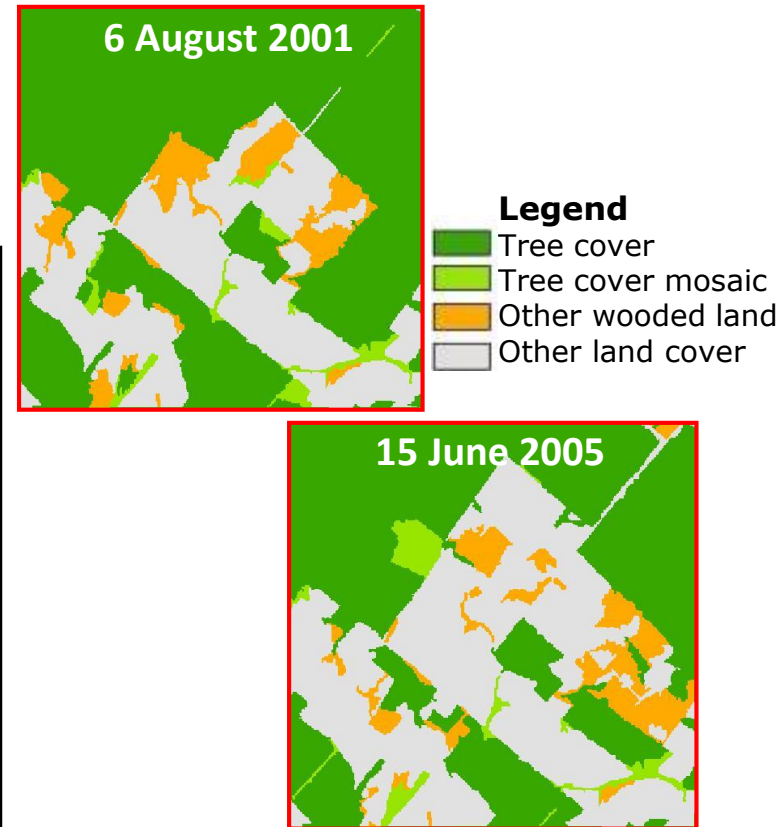 6 August 2001
Legend
Tree cover
Tree cover mosaic
Other wooded land
Other land cover
15 June 2005